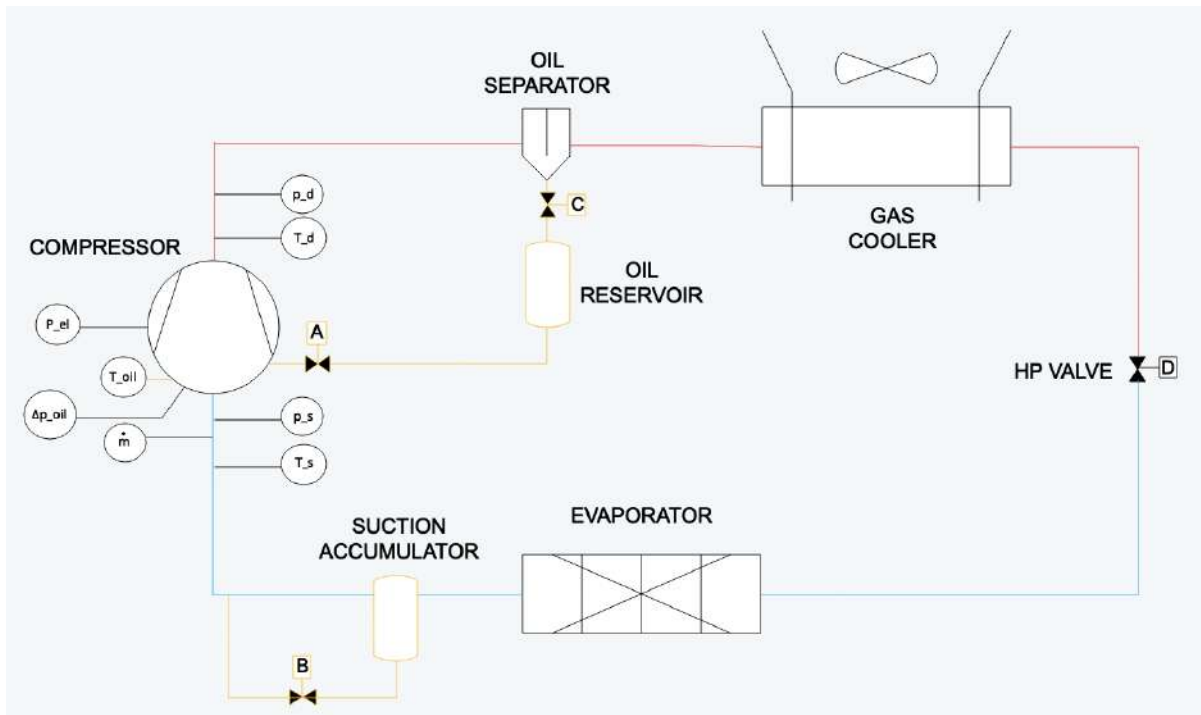 OIL
SEPARATOR
p_d
C
T_d
GAS
COOLER
COMPRESSOR
OIL
RESERVOIR
P_el
A
T_oil
HP VALVE
D
Δp_oil
p_s
ṁ
T_s
SUCTION
ACCUMULATOR
EVAPORATOR
B